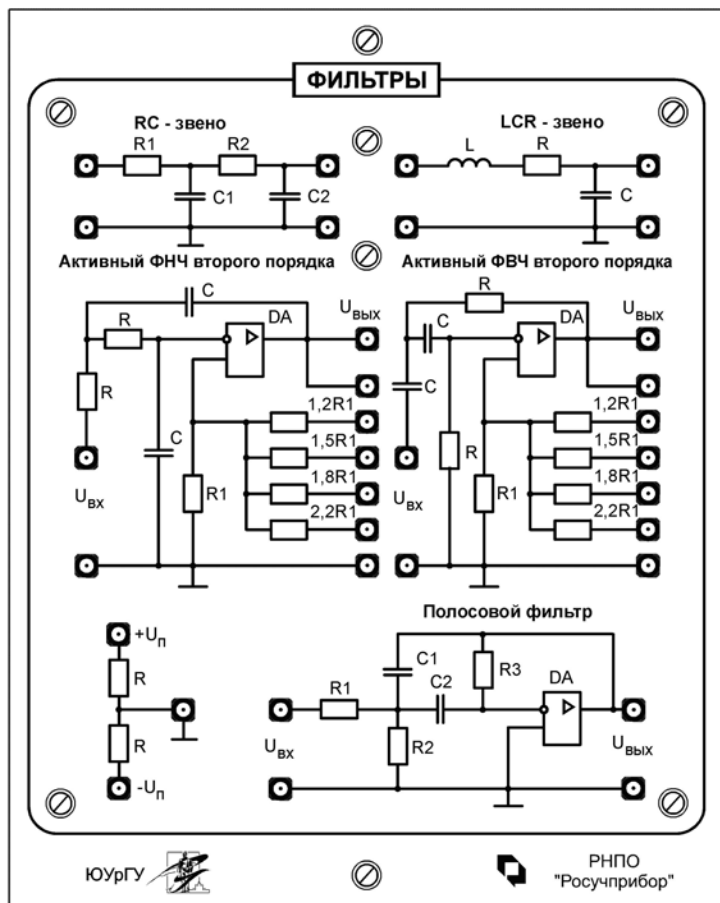 ФИЛЬТРЫ
RC - звено
R1
R2
C1
C2
LCR - звено
L
R
C
Активный ФНЧ второго порядка
C
R
DA
Uвых
R
C
1,2R1
1,5R1
1,8R1
2,2R1
R1
Uвх
Активный ФВЧ второго порядка
R
C
DA
Uвых
C
R
1,2R1
1,5R1
1,8R1
2,2R1
R1
Uвх
+Uп
R
R
-Uп
Полосовой фильтр
C1
R3
R1
C2
DA
Uвх
R2
Uвых
ЮУрГУ
РНПО
"Росучприбор"